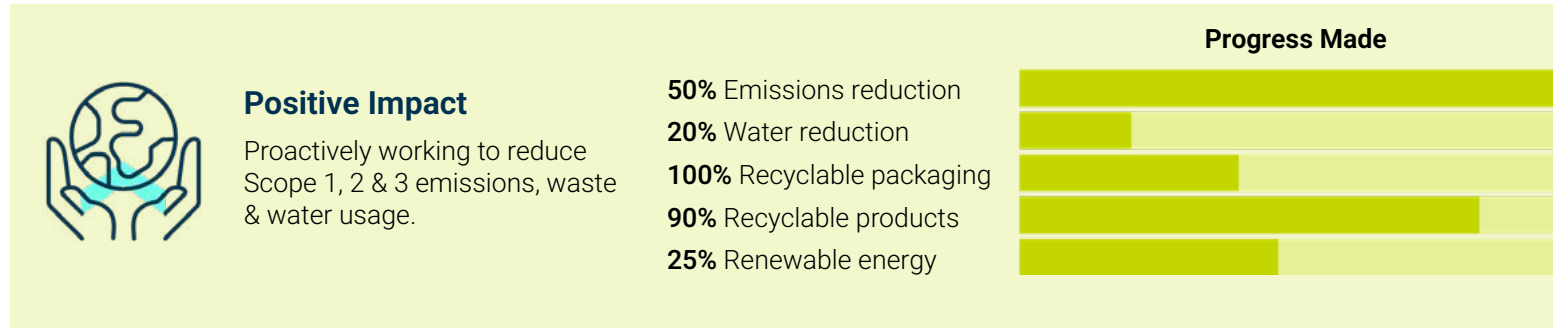 Progress Made
Positive Impact
Proactively working to reduce
Scope 1, 2 & 3 emissions, waste
& water usage.
50% Emissions reduction
20% Water reduction
100% Recyclable packaging
90% Recyclable products
25% Renewable energy